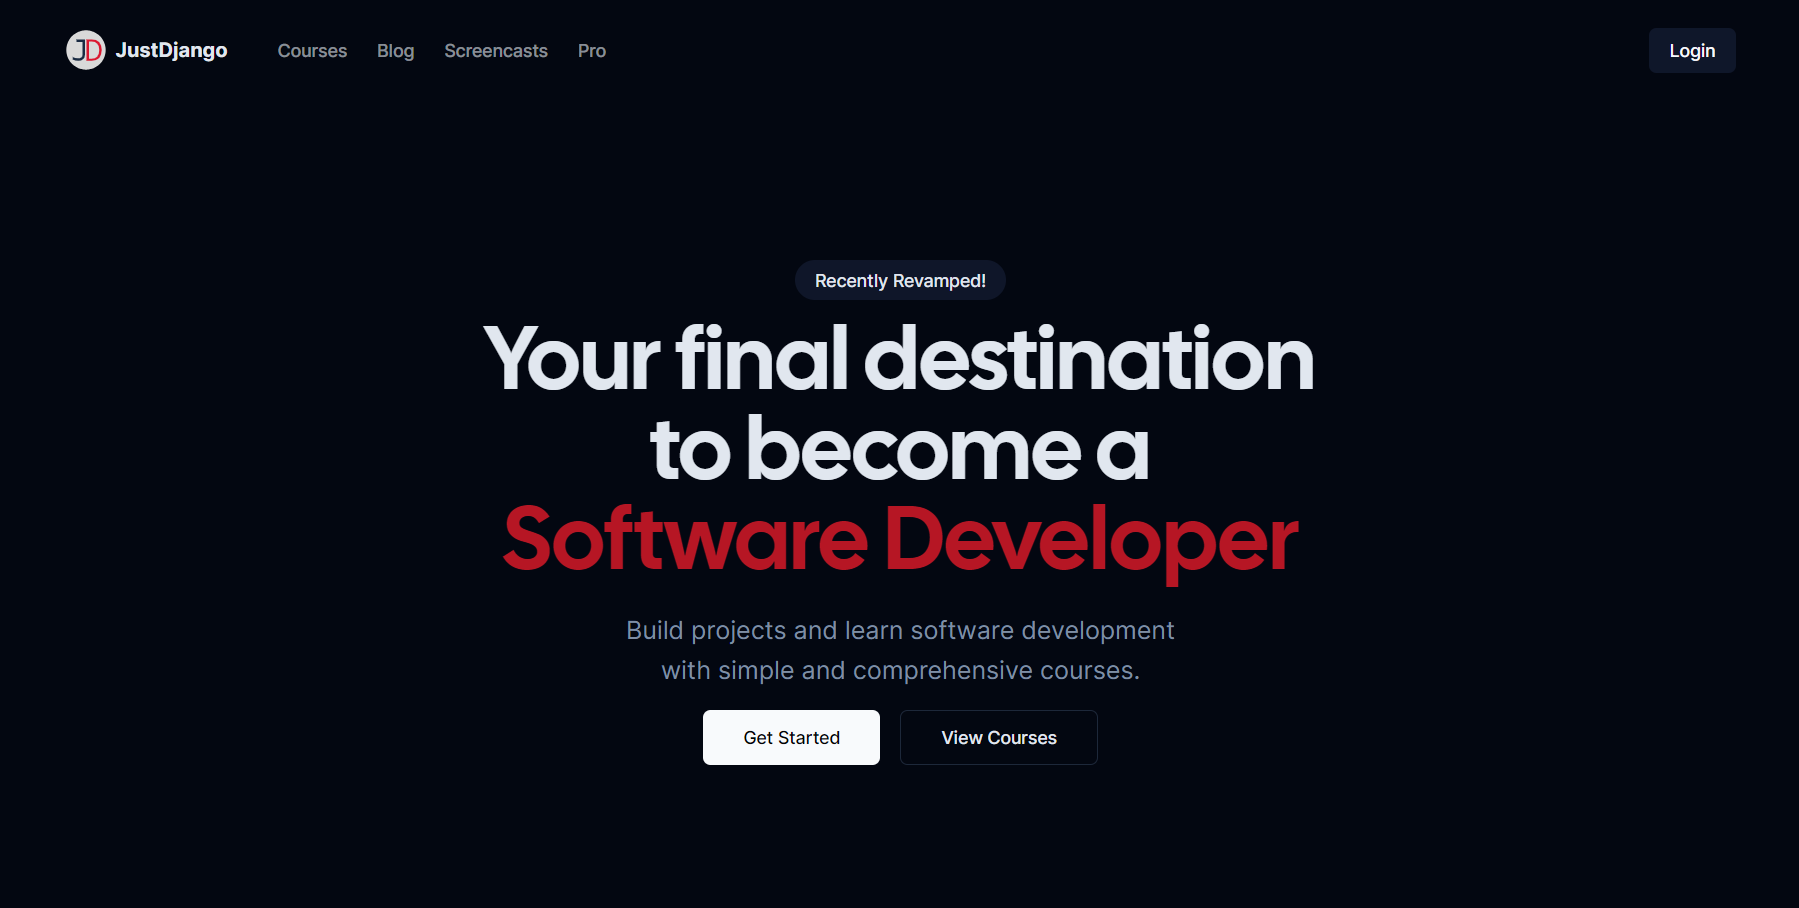 JD JustDjango Courses Blog Screencasts Pro Login
Recently Revamped!
Your final destination
to become a
Software Developer
Build projects and learn software development
with simple and comprehensive courses.
Get Started View Courses